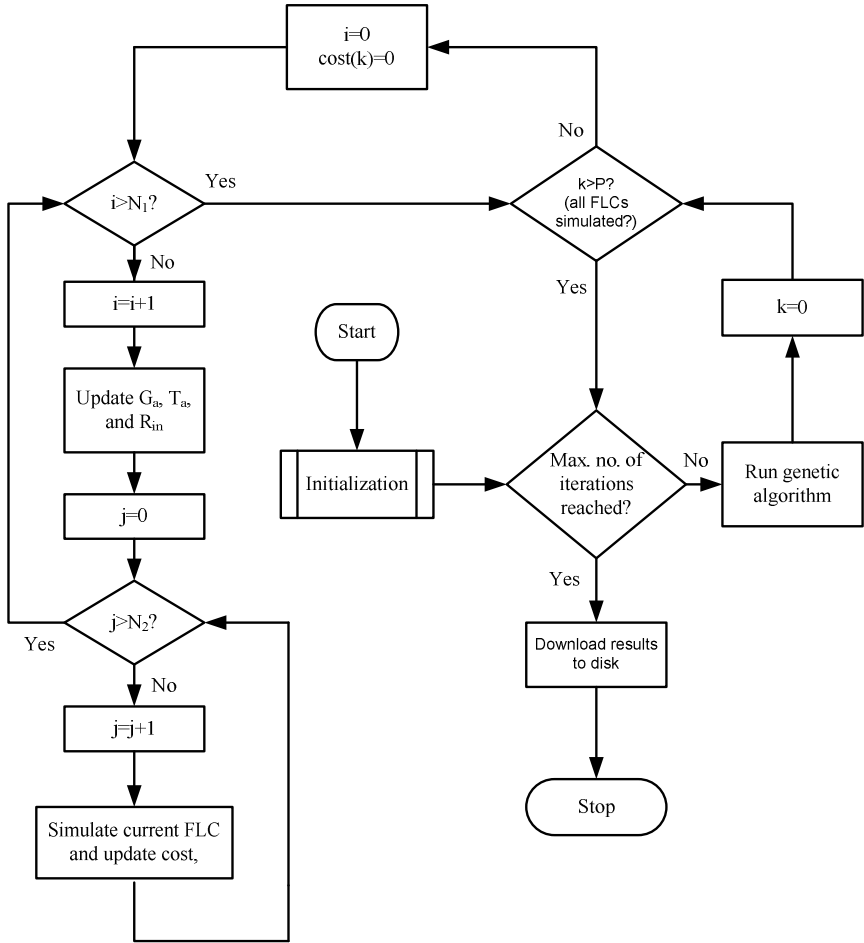 i=0
cost(k)=0
No
k>P?
(all FLCs
simulated?)
Yes
i>N₁?
Yes
No
i=i+1
k=0
Start
Update Gₐ, Tₐ,
and Rᵢₙ
Max. no. of
iterations
reached?
No
Run genetic
algorithm
Initialization
j=0
Yes
j>N₂?
Yes
Download results
to disk
No
j=j+1
Stop
Simulate current FLC
and update cost,